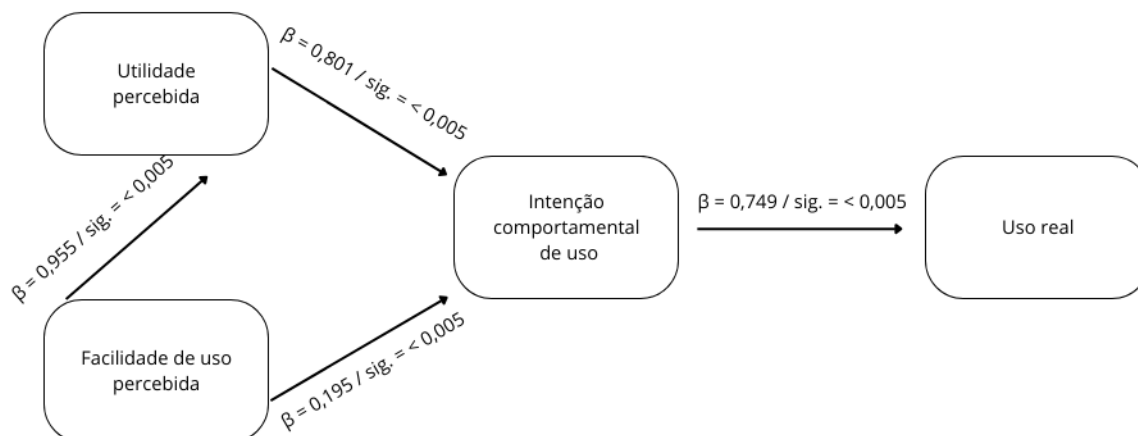 Utilidade
percebida
β = 0,801 / sig. = < 0,005
β = 0,955 / sig. = < 0,005
Intenção
comportamental
de uso
β = 0,749 / sig. = < 0,005
Uso real
Facilidade de uso
percebida
β = 0,195 / sig. = < 0,005